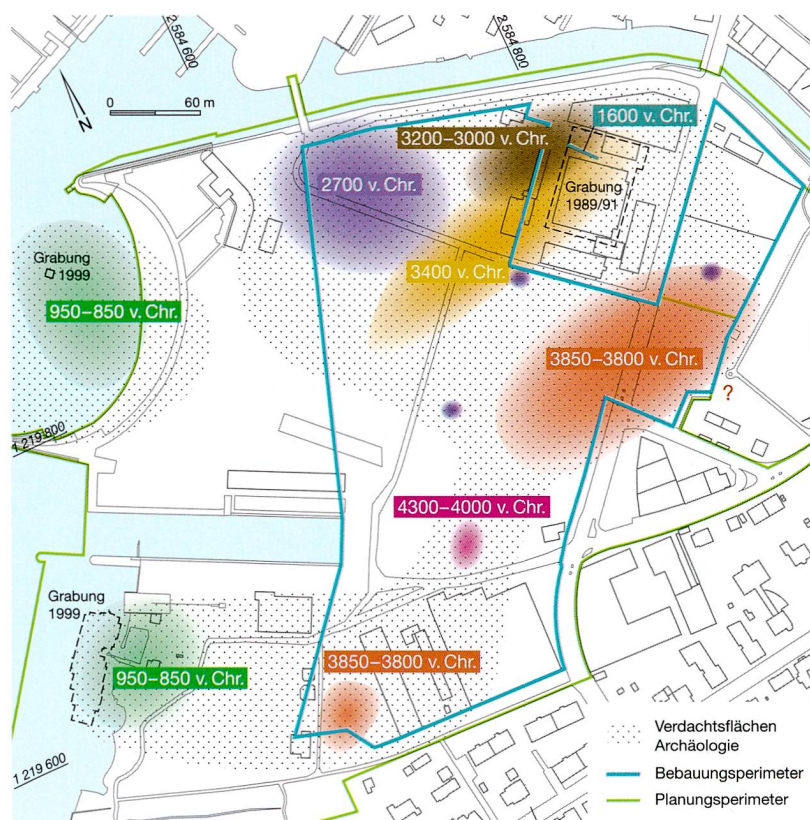 2 584 600
2 584 800
N
0 60 m
3200–3000 v. Chr.
1600 v. Chr.
2700 v. Chr.
Grabung
1989/91
Grabung
1999
3400 v. Chr.
950–850 v. Chr.
3850–3800 v. Chr.
?
1 219 800
4300–4000 v. Chr.
Grabung
1999
950–850 v. Chr.
3850–3800 v. Chr.
1 219 600
Verdachtsflächen
Archäologie
Bebauungsperimeter
Planungsperimeter